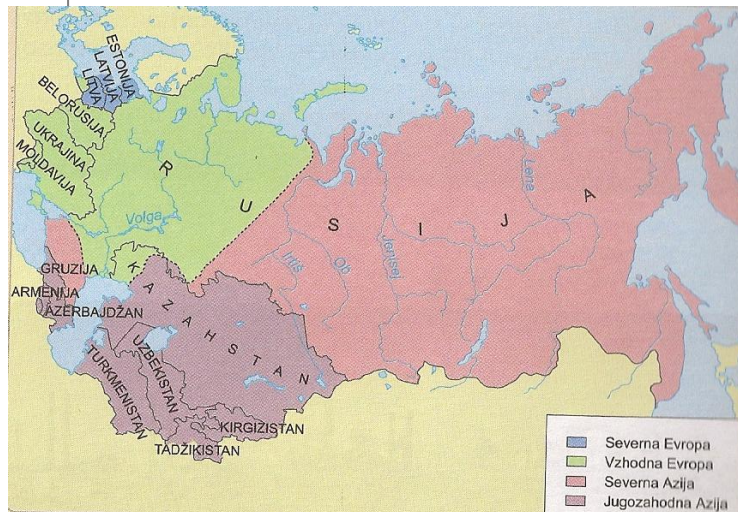 ESTONIJA
LATVIJA
LITVA
BELORUSIJA
UKRAJINA
MOLDAVIJA
R U S I J A
Volga
Irtiš
Ob
Jenisej
Lena
GRUZIJA
ARMENIJA
AZERBAJDŽAN
KAZAHSTAN
UZBEKISTAN
TURKMENISTAN
KIRGIZISTAN
TADŽIKISTAN
Severna Evropa
Vzhodna Evropa
Severna Azija
Jugozahodna Azija